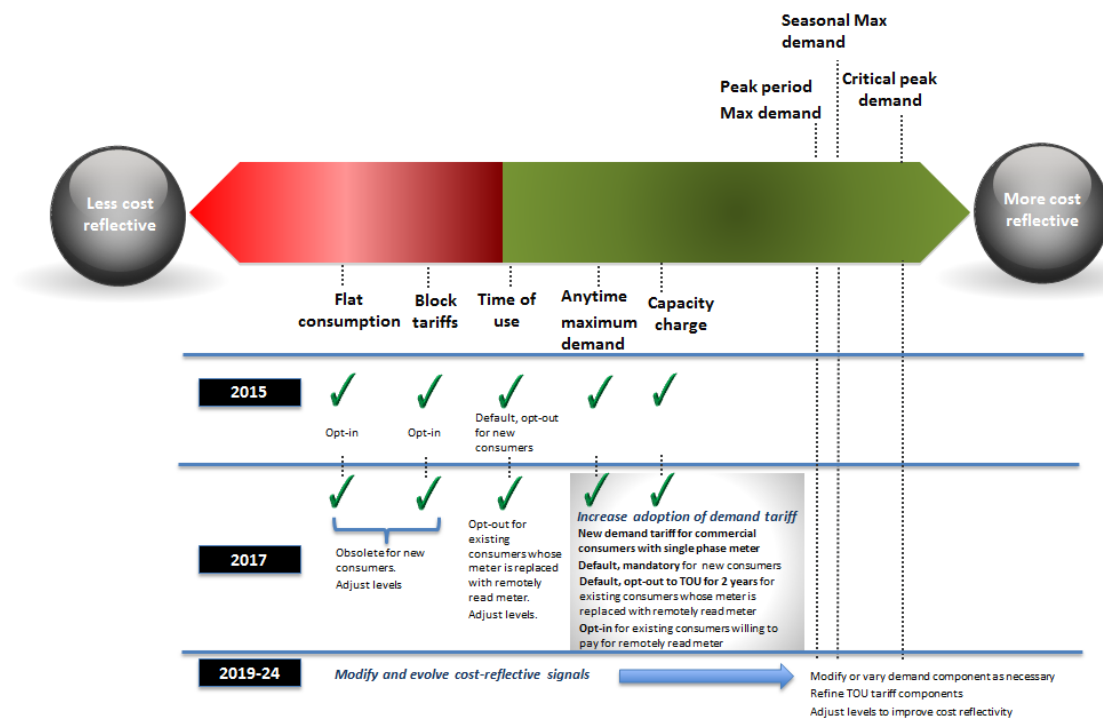 Seasonal Max
demand
Peak period
Max demand
Critical peak
demand
Less cost
reflective
More cost
reflective
Flat
consumption
Block
tariffs
Time of
use
Anytime
maximum
demand
Capacity
charge
2015
Opt-in
Opt-in
Default, opt-out
for new
consumers
2017
Obsolete for new
consumers.
Adjust levels
Opt-out for
existing
consumers whose
meter is replaced
with remotely
read meter.
Adjust levels.
Increase adoption of demand tariff
New demand tariff for commercial
consumers with single phase meter
Default, mandatory for new consumers
Default, opt-out to TOU for 2 years for
existing consumers whose meter is
replaced with remotely read meter
Opt-in for existing consumers willing to
pay for remotely read meter
2019-24
Modify and evolve cost-reflective signals
Modify or vary demand component as necessary
Refine TOU tariff components
Adjust levels to improve cost reflectivity